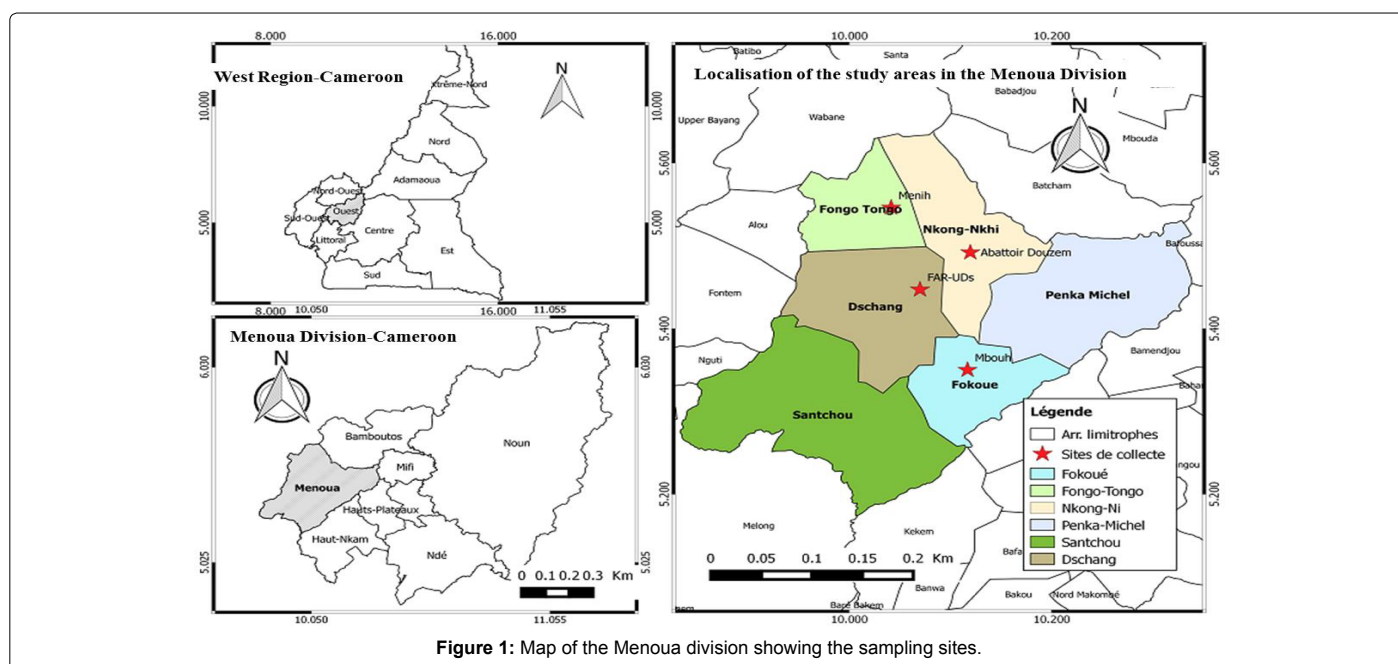 8.000
16.000
West Region-Cameroon
N
10.000
10.000
xtrême-Nord
Nord
Adamaoua
Nord-Ouest
Ouest
Sud-Ouest
Centre
Littoral
Est
Sud
5.000
5.000
8.000
16.000
10.050
11.055
Menoua Division-Cameroon
N
6.030
6.030
Bamboutos
Noun
Mifi
Menoua
Hauts-Plateaux
Haut-Nkam
Ndé
5.025
5.025
0 0.1 0.2 0.3 Km
10.050
11.055
10.000
10.200
Batibo
Santa
Localisation of the study areas in the Menoua Division
Babadjou
N
Upper Bayang
Wabane
Mbouda
5.600
5.600
Batcham
Menih
Fongo Tongo
Nkong-Nkhi
Alou
Abattoir Douzem
Bafoussa
FAR-UDs
Fontem
Dschang
Penka Michel
5.400
5.400
Nguti
Mbouh
Bamendjou
Fokoue
Bahar
Santchou
Légende
Arr. limitrophes
Sites de collecte
Fokoué
Fongo-Tongo
Nkong-Ni
Penka-Michel
Santchou
Dschang
ngou
5.200
5.200
Melong
Kekem
0 0.05 0.1 0.2 Km
Bafa
Banwa
Bakou
Nord Makombé
Baré Bakem
10.000
10.200
Figure 1: Map of the Menoua division showing the sampling sites.